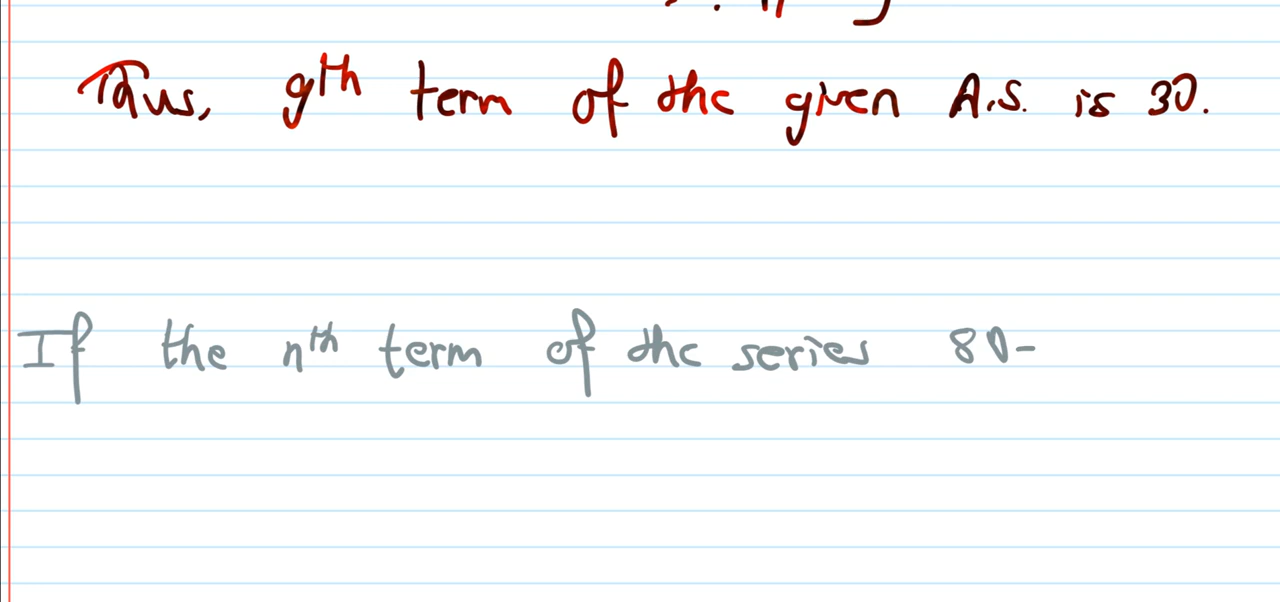 Thus, 9th term of the given A.S. is 30.
If the nth term of the series 80-